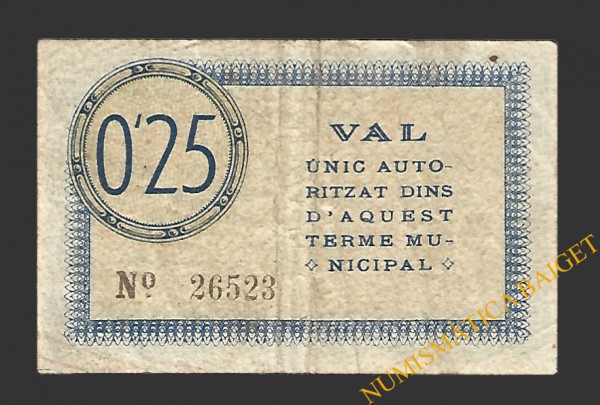 0'25
VAL
ÚNIC AUTO-
RITZAT DINS
D'AQUEST
TERME MU-
NICIPAL
Nº 26523
NUMISMATICA BAIGET